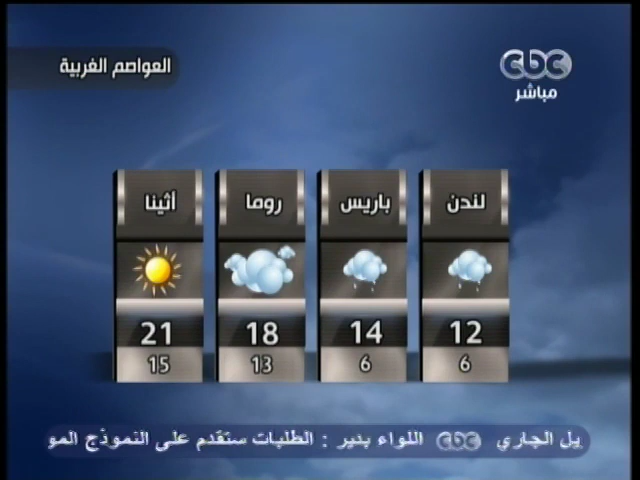 العواصم الغربية
cbc
مباشر
لندن
باريس
روما
أثينا
12
14
18
21
6
6
13
15
يل الجاري cbc اللواء بدير : الطلبات ستقدم على النموذج المو